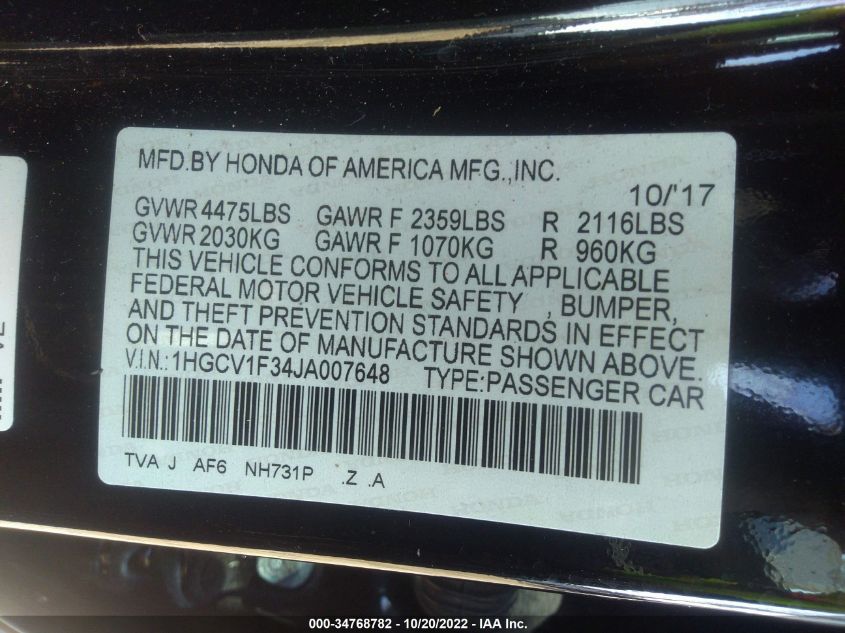 MFD.BY HONDA OF AMERICA MFG.,INC.
10/'17
GVWR 4475LBS GAWR F 2359LBS R 2116LBS
GVWR 2030KG GAWR F 1070KG R 960KG
THIS VEHICLE CONFORMS TO ALL APPLICABLE
FEDERAL MOTOR VEHICLE SAFETY , BUMPER,
AND THEFT PREVENTION STANDARDS IN EFFECT
ON THE DATE OF MANUFACTURE SHOWN ABOVE.
V.I.N.:1HGCV1F34JA007648 TYPE:PASSENGER CAR
TVA J AF6 NH731P .Z .A
000-34768782 - 10/20/2022 - IAA Inc.